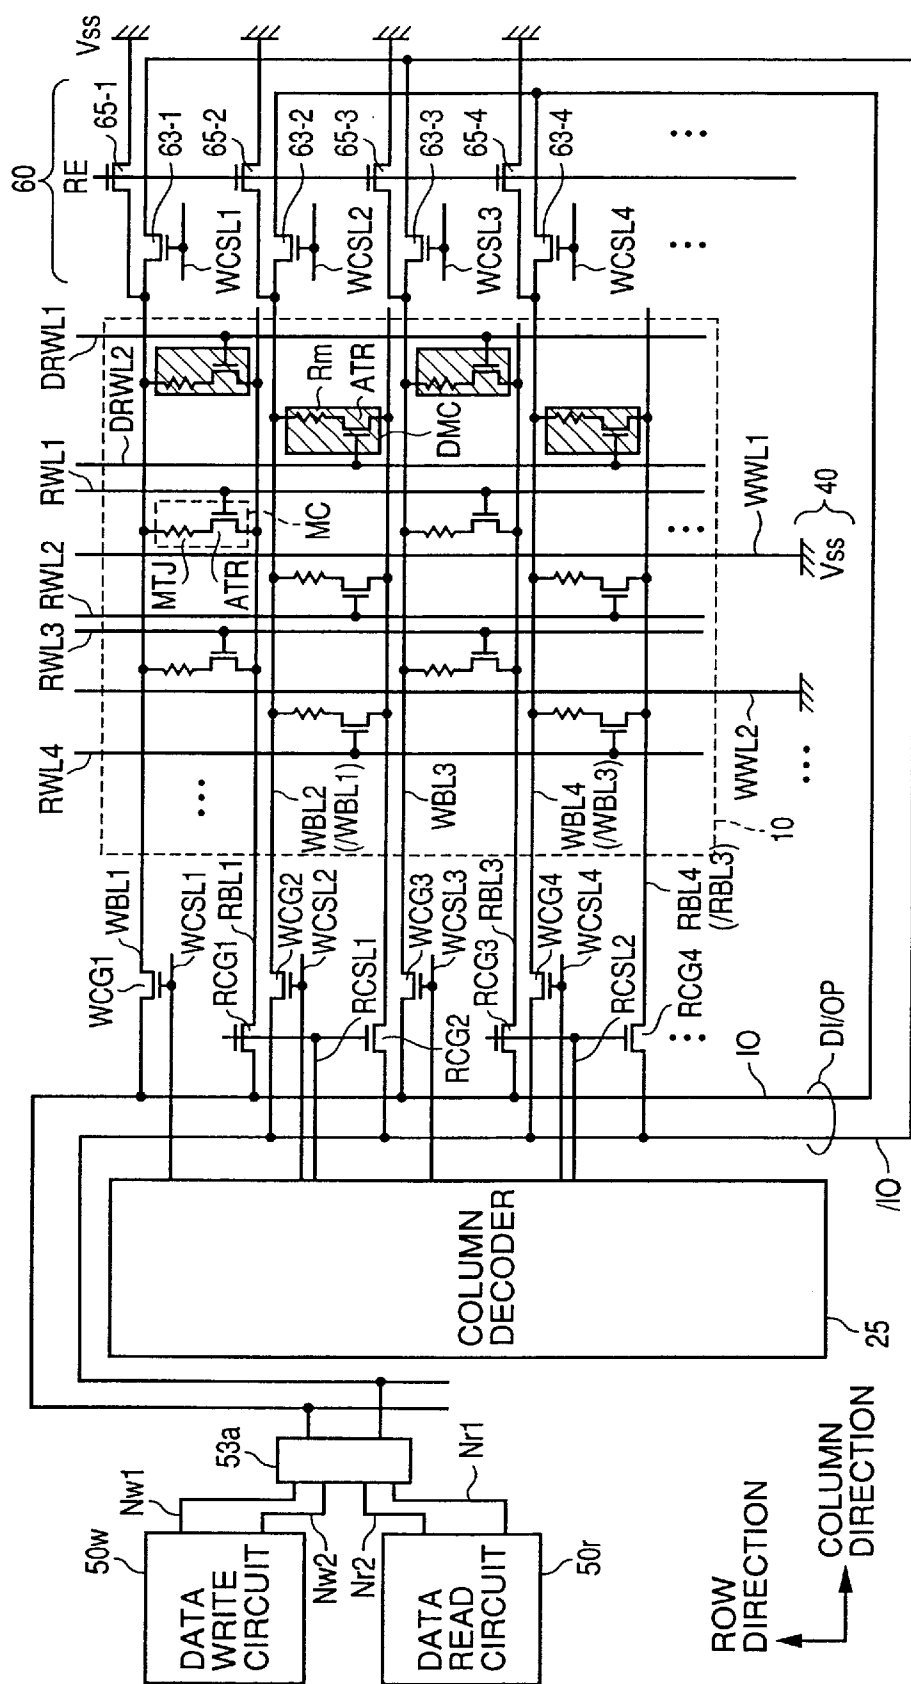 DATA WRITE CIRCUIT
50w
Nw1
Nw2
DATA READ CIRCUIT
50r
Nr2
Nr1
53a
ROW DIRECTION
COLUMN DIRECTION
COLUMN DECODER
25
/IO
IO
DI/OP
WCG1
WBL1
WCSL1
RCG1
RBL1
WCG2
WCSL2
RCSL1
RCG2
WCG3
WCSL3
RCG3
RBL3
WCG4
WCSL4
RCSL2
RCG4
RBL4
(/RBL3)
10
RWL4
RWL3
RWL2
RWL1
DRWL2
DRWL1
WBL2
(/WBL1)
WBL3
WBL4
(/WBL3)
MTJ
ATR
MC
Rm
ATR
DMC
WWL2
WWL1
40
Vss
60
RE
65-1
Vss
63-1
WCSL1
65-2
63-2
WCSL2
65-3
63-3
WCSL3
65-4
63-4
WCSL4